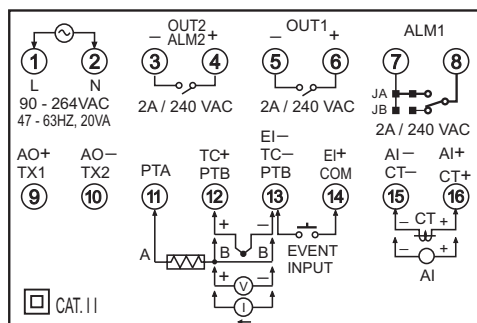 OUT2
− ALM2 +
OUT1
− +
ALM1
1 2 3 4 5 6 7 8
L N
90 - 264VAC
47 - 63HZ, 20VA
2A / 240 VAC
2A / 240 VAC
JA
JB
2A / 240 VAC
AO+
TX1
AO−
TX2
PTA
TC+
PTB
EI−
TC−
PTB
EI+
COM
AI−
CT−
AI+
CT+
9 10 11 12 13 14 15 16
+ −
− CT +
A B B
EVENT
INPUT
− +
AI
+ V −
I
CAT. II